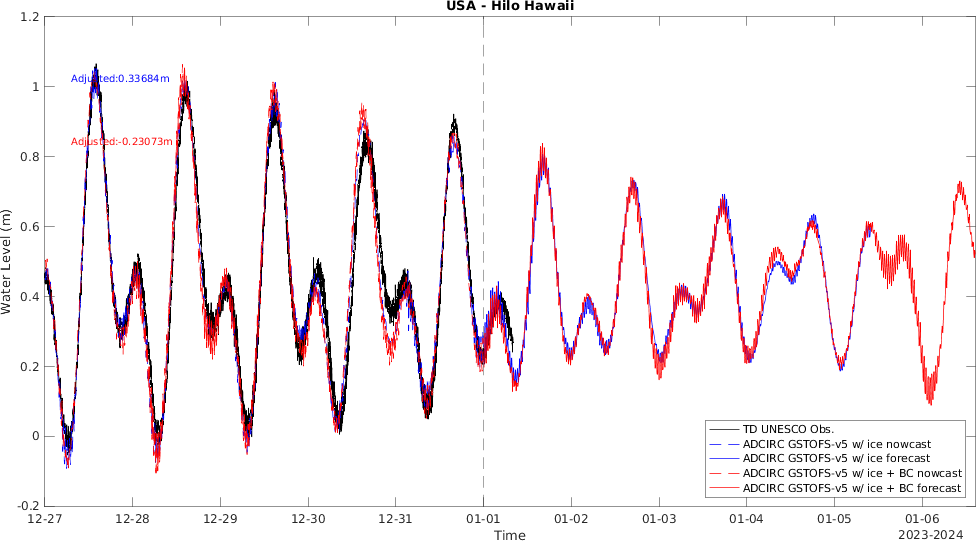 USA - Hilo Hawaii
1.2
1
0.8
0.6
0.4
0.2
0
-0.2
Water Level (m)
Adjusted:0.33684m
Adjusted:-0.23073m
TD UNESCO Obs.
ADCIRC GSTOFS-v5 w/ ice nowcast
ADCIRC GSTOFS-v5 w/ ice forecast
ADCIRC GSTOFS-v5 w/ ice + BC nowcast
ADCIRC GSTOFS-v5 w/ ice + BC forecast
12-27 12-28 12-29 12-30 12-31 01-01 01-02 01-03 01-04 01-05 01-06
Time
2023-2024